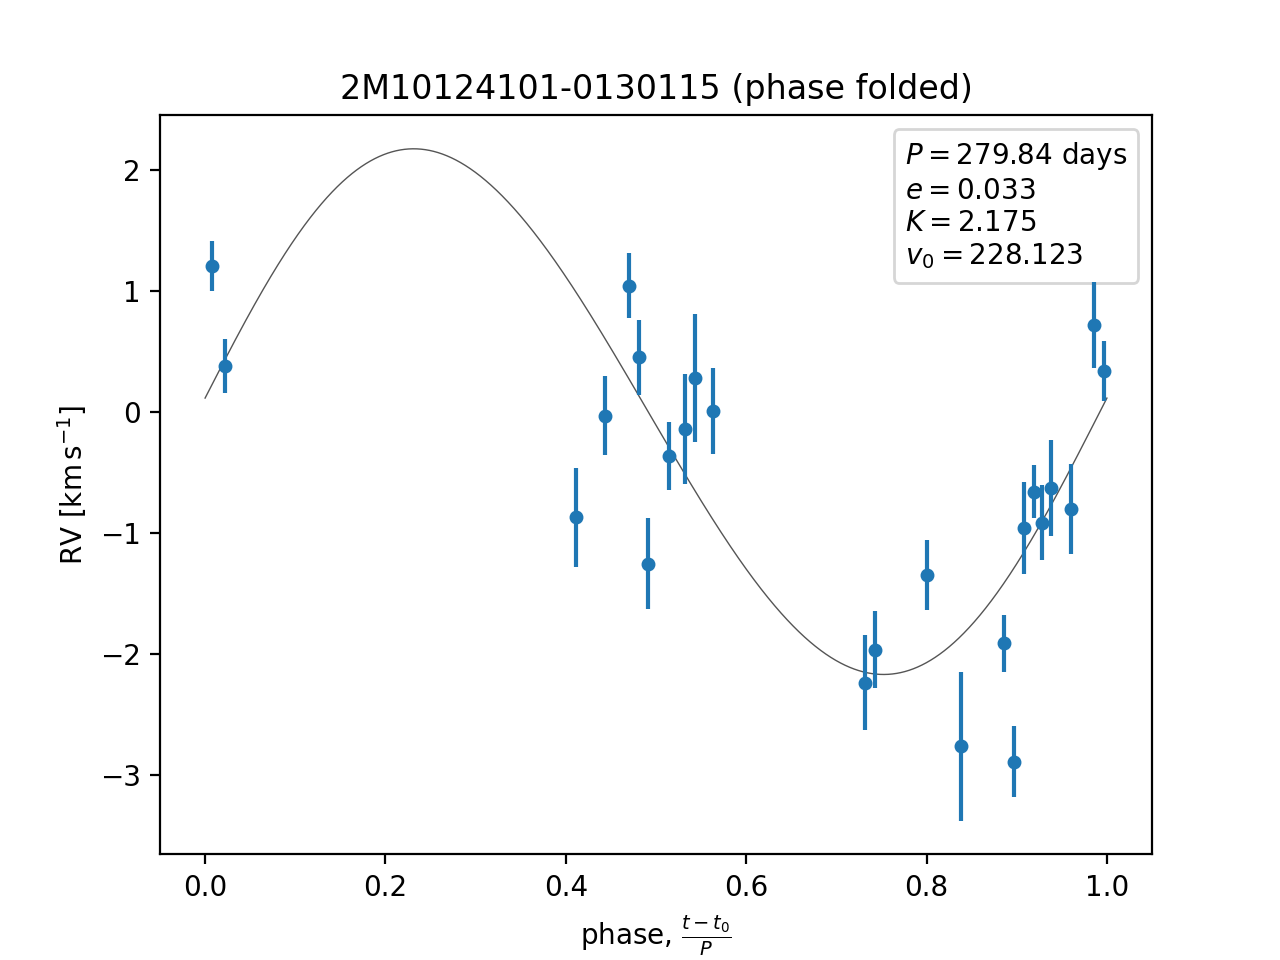 2M10124101-0130115 (phase folded)
P = 279.84 days
e = 0.033
K = 2.175
v₀ = 228.123
2
1
0
−1
−2
−3
RV [km s⁻¹]
0.0 0.2 0.4 0.6 0.8 1.0
phase, (t − t₀)/P